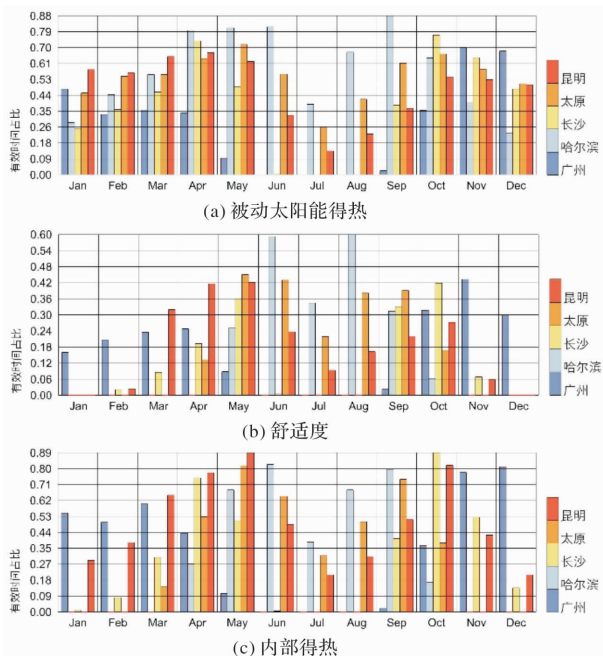 0.88
0.79
0.70
0.61
0.53
0.44
0.35
0.26
0.18
0.09
0.00
有效时间占比
Jan Feb Mar Apr May Jun Jul Aug Sep Oct Nov Dec
昆明
太原
长沙
哈尔滨
广州
(a) 被动太阳能得热
0.60
0.54
0.48
0.42
0.36
0.30
0.24
0.18
0.12
0.06
0.00
有效时间占比
Jan Feb Mar Apr May Jun Jul Aug Sep Oct Nov Dec
昆明
太原
长沙
哈尔滨
广州
(b) 舒适度
0.89
0.80
0.71
0.62
0.53
0.44
0.35
0.27
0.18
0.09
0.00
有效时间占比
Jan Feb Mar Apr May Jun Jul Aug Sep Oct Nov Dec
昆明
太原
长沙
哈尔滨
广州
(c) 内部得热